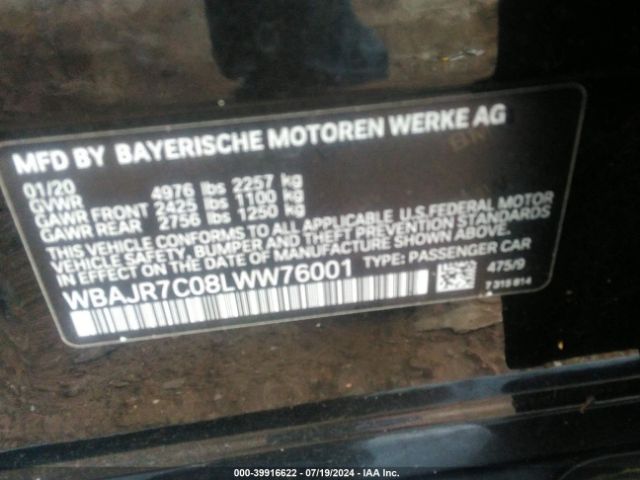 MFD BY BAYERISCHE MOTOREN WERKE AG
01/20
GVWR 4976 lbs 2257 kg
GAWR FRONT 2425 lbs 1100 kg
GAWR REAR 2756 lbs 1250 kg
THIS VEHICLE CONFORMS TO ALL APPLICABLE U.S.FEDERAL MOTOR
VEHICLE SAFETY, BUMPER AND THEFT PREVENTION STANDARDS
IN EFFECT ON THE DATE OF MANUFACTURE SHOWN ABOVE.
WBAJR7C08LWW76001 TYPE: PASSENGER CAR
475/9
7 315 814
000-39916622 - 07/19/2024 - IAA Inc.